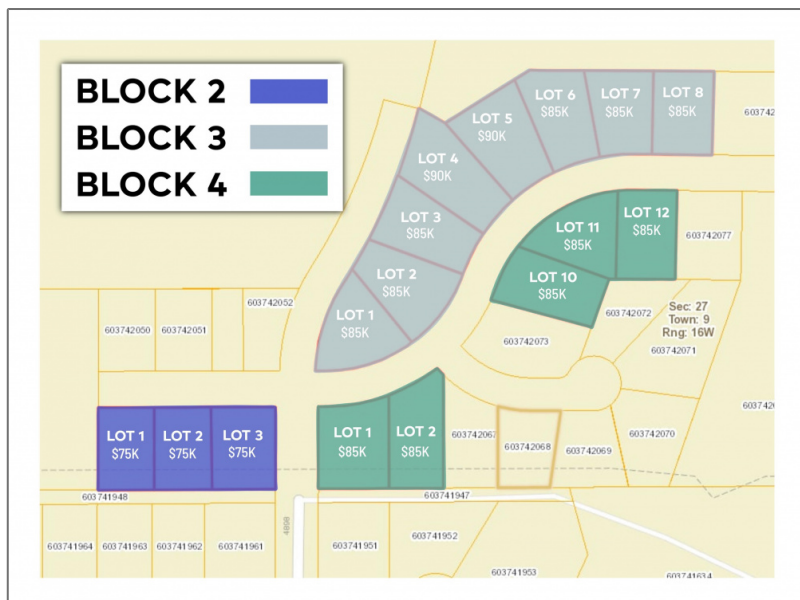 BLOCK 2
BLOCK 3
BLOCK 4
LOT 6
$85K
LOT 7
$85K
LOT 8
$85K
LOT 5
$90K
LOT 4
$90K
LOT 3
$85K
LOT 2
$85K
LOT 1
$85K
LOT 12
$85K
LOT 11
$85K
LOT 10
$85K
603742077
603742052
603742050
603742051
603742072
Sec: 27
Town: 9
Rng: 16W
603742073
603742071
LOT 1
$75K
LOT 2
$75K
LOT 3
$75K
LOT 1
$85K
LOT 2
$85K
603742068
603742069
603742070
603741948
603741947
4898
603741964
603741963
603741962
603741961
603741951
603741952
603741953